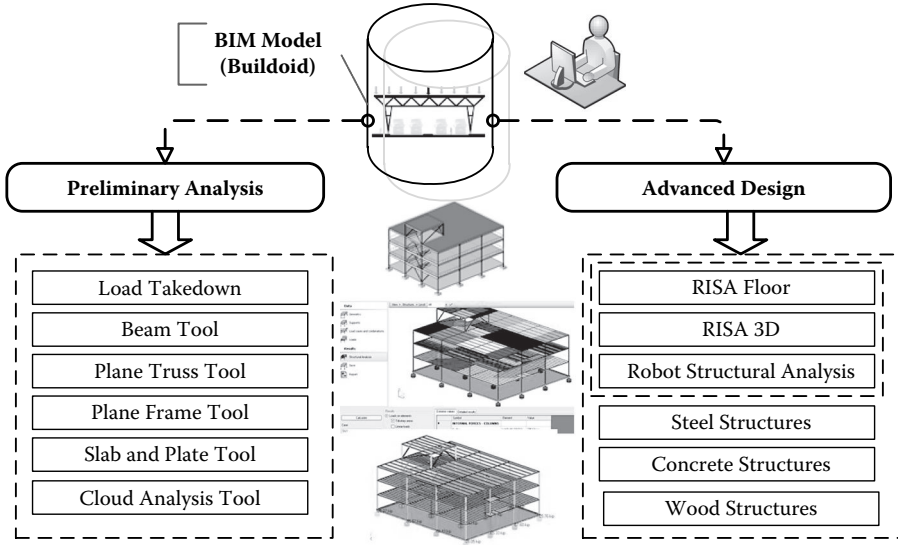 BIM Model
(Buildoid)
Preliminary Analysis
Load Takedown
Beam Tool
Plane Truss Tool
Plane Frame Tool
Slab and Plate Tool
Cloud Analysis Tool
Advanced Design
RISA Floor
RISA 3D
Robot Structural Analysis
Steel Structures
Concrete Structures
Wood Structures